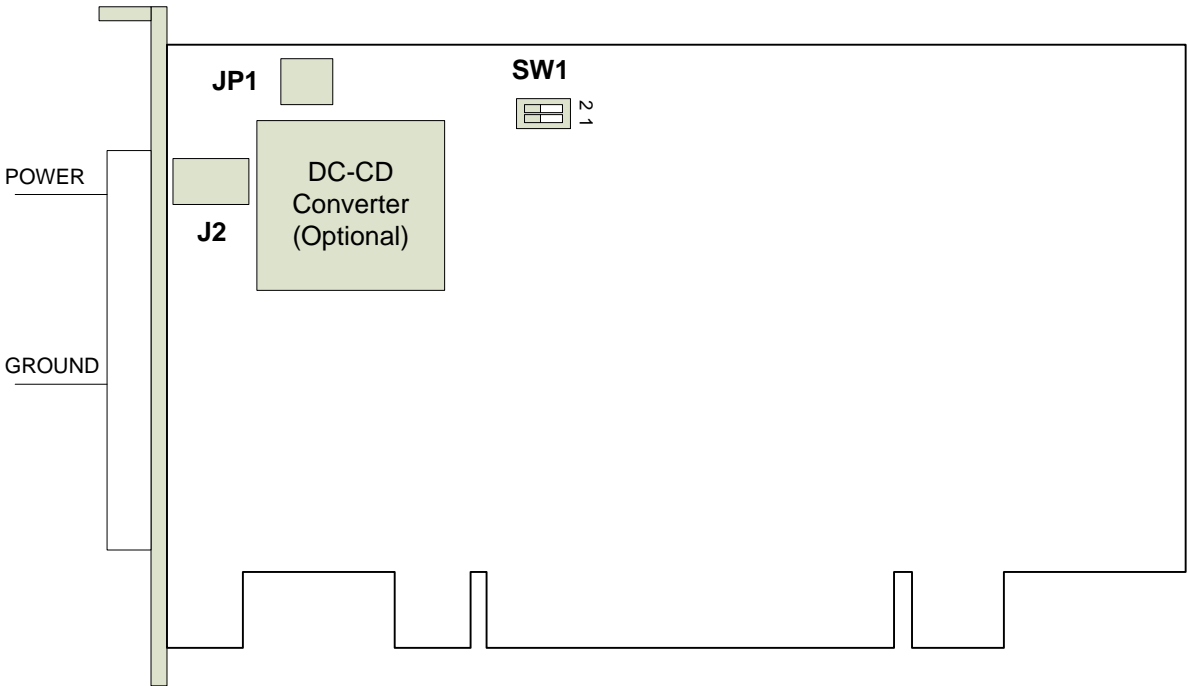 JP1
SW1
2 1
POWER
DC-CD
Converter
(Optional)
J2
GROUND